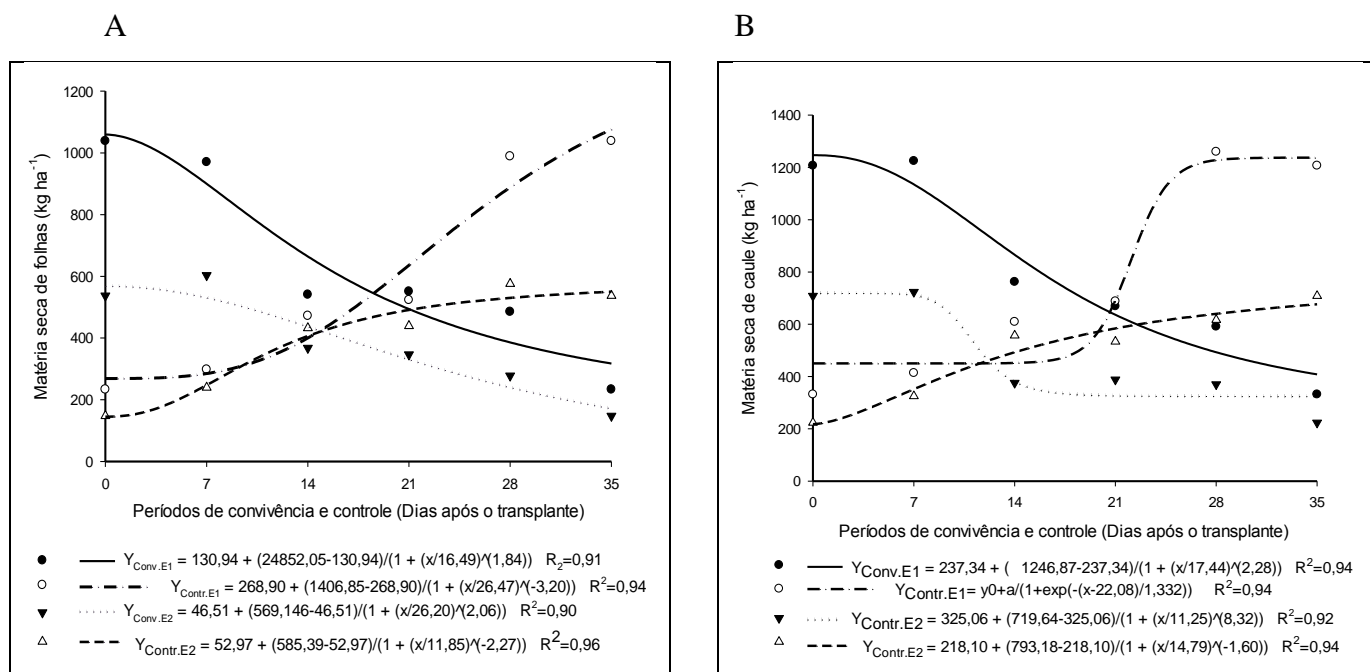 A
B
1200
1000
800
600
400
200
0
Matéria seca de folhas (kg ha⁻¹)
0 7 14 21 28 35
Períodos de convivência e controle (Dias após o transplante)
Y_Conv.E1 = 130,94 + (24852,05-130,94)/(1 + (x/16,49)^(1,84)) R₂=0,91
Y_Contr.E1 = 268,90 + (1406,85-268,90)/(1 + (x/26,47)^(-3,20)) R²=0,94
Y_Conv.E2 = 46,51 + (569,146-46,51)/(1 + (x/26,20)^(2,06)) R²=0,90
Y_Contr.E2 = 52,97 + (585,39-52,97)/(1 + (x/11,85)^(-2,27)) R²=0,96
1400
1200
1000
800
600
400
200
0
Matéria seca de caule (kg ha⁻¹)
0 7 14 21 28 35
Períodos de convivência e controle (Dias após o transplante)
Y_Conv.E1 = 237,34 + ( 1246,87-237,34)/(1 + (x/17,44)^(2,28)) R²=0,94
Y_Contr.E1= y0+a/(1+exp(-(x-22,08)/1,332)) R²=0,94
Y_Contr.E2 = 325,06 + (719,64-325,06)/(1 + (x/11,25)^(8,32)) R²=0,92
Y_Contr.E2 = 218,10 + (793,18-218,10)/(1 + (x/14,79)^(-1,60)) R²=0,94